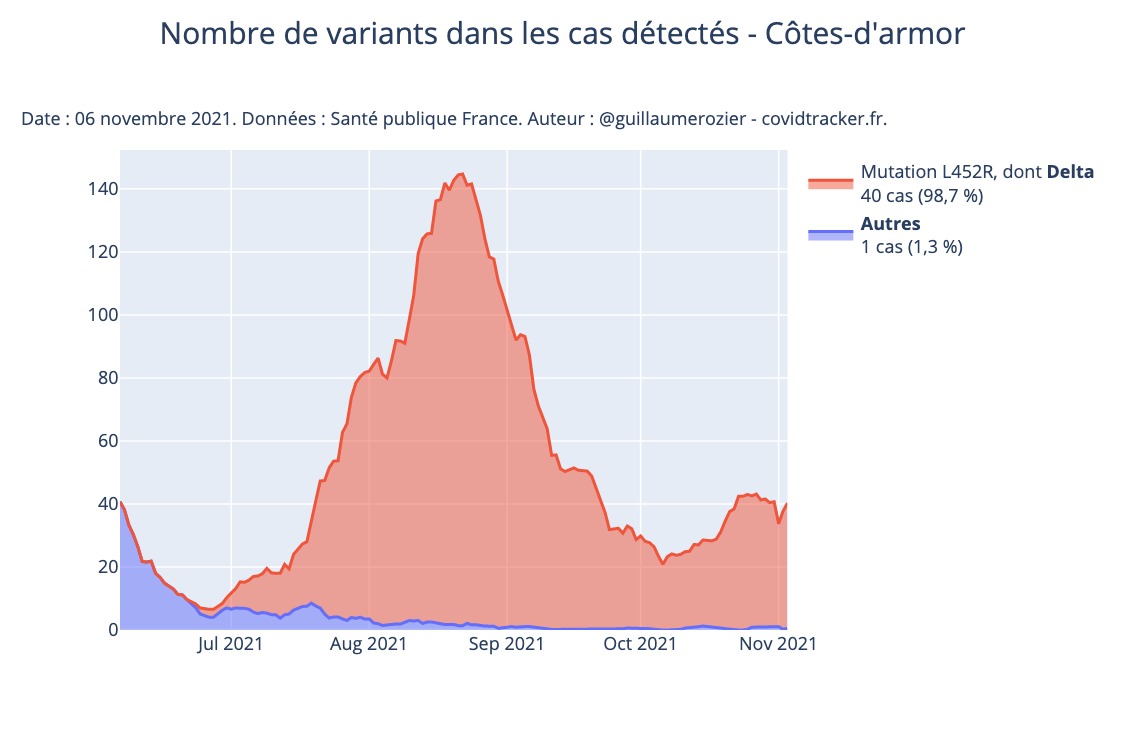 Nombre de variants dans les cas détectés - Côtes-d'armor
Date : 06 novembre 2021. Données : Santé publique France. Auteur : @guillaumerozier - covidtracker.fr.
Mutation L452R, dont Delta
40 cas (98,7 %)
Autres
1 cas (1,3 %)
140
120
100
80
60
40
20
0
Jul 2021
Aug 2021
Sep 2021
Oct 2021
Nov 2021